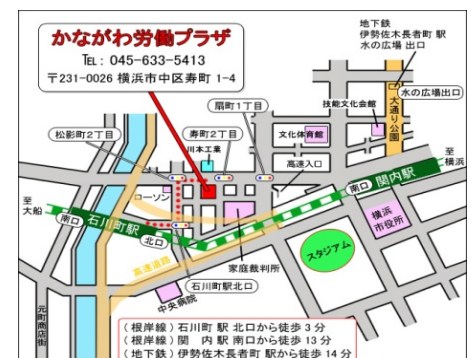 かながわ労働プラザ
TEL: 045-633-5413
〒231-0026 横浜市中区寿町 1-4
地下鉄
伊勢佐木長者町 駅
水の広場 出口
水の広場出口
扇町1丁目
技能文化会館
大通り公園
松影町2丁目
寿町2丁目
文化体育館
川本工業
高速入口
至
横浜
関内駅
南口
ローソン
至
大船
南口
石川町駅
北口
横浜
市役所
スタジアム
高速道路
家庭裁判所
石川町駅北口
中央病院
元町商店街
(根岸線)石川町 駅 北口から徒歩 3 分
(根岸線)関 内 駅 南口から徒歩 13 分
(地下鉄)伊勢佐木長者町 駅から徒歩 14 分